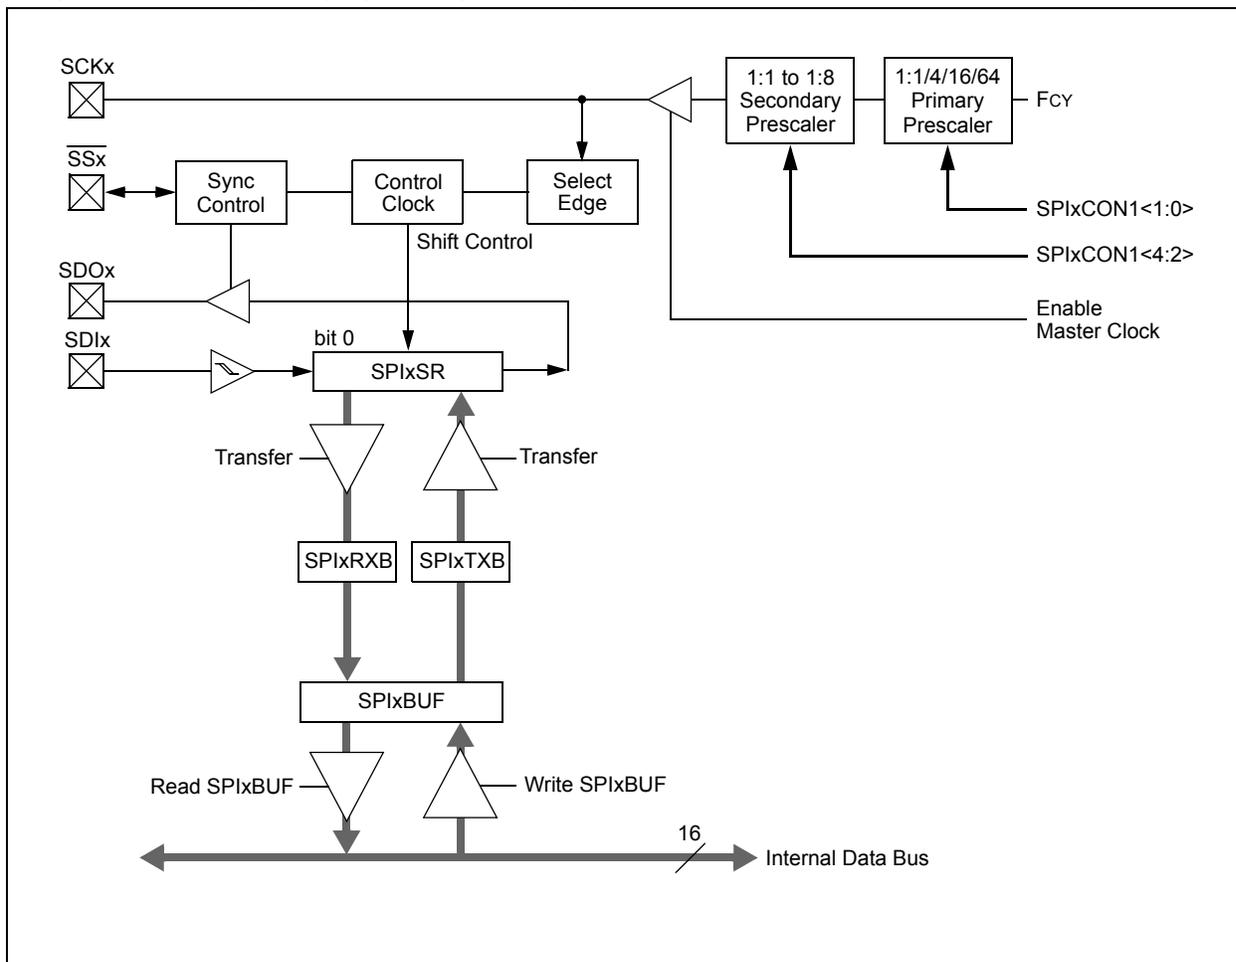 SCKx
1:1 to 1:8
Secondary
Prescaler
1:1/4/16/64
Primary
Prescaler
FCY
SSx
Sync
Control
Control
Clock
Select
Edge
SPIxCON1<1:0>
Shift Control
SPIxCON1<4:2>
SDOx
Enable
Master Clock
SDIx
bit 0
SPIxSR
Transfer
Transfer
SPIxRXB
SPIxTXB
SPIxBUF
Read SPIxBUF
Write SPIxBUF
16
Internal Data Bus